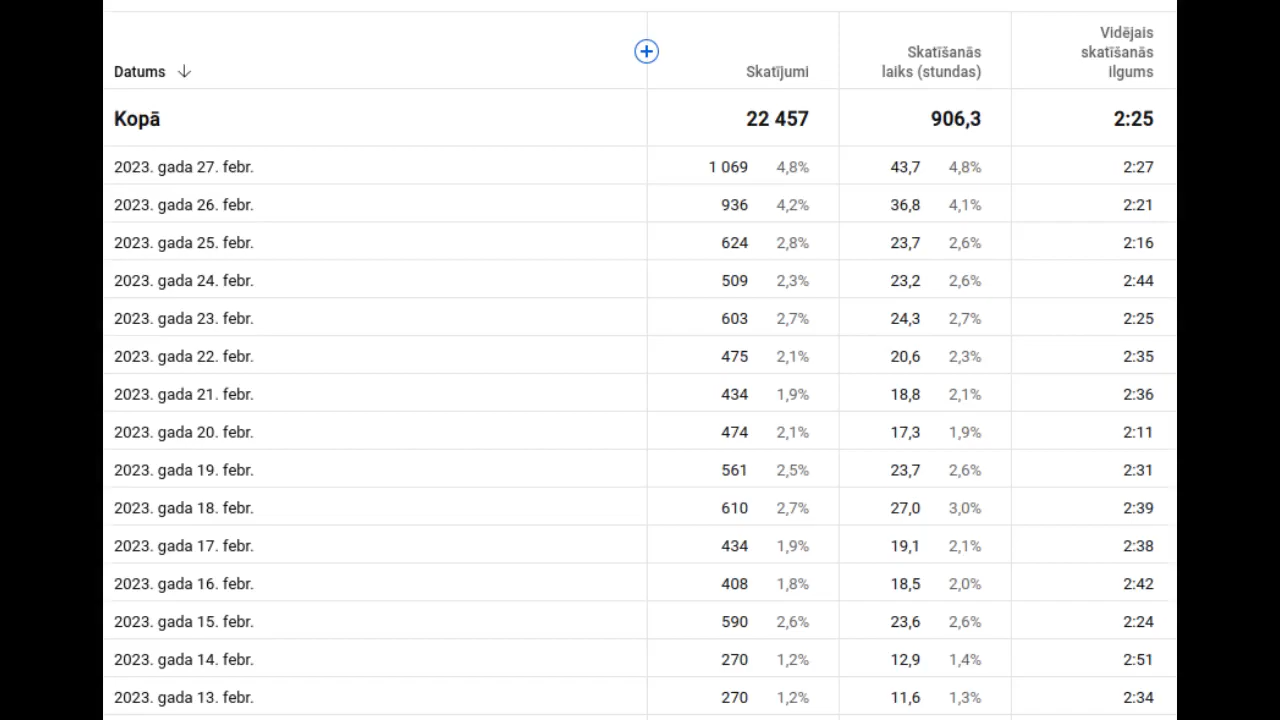 Datums ↓ Skatījumi Skatīšanās laiks (stundas) Vidējais skatīšanās ilgums
Kopā 22 457 906,3 2:25
2023. gada 27. febr. 1 069 4,8% 43,7 4,8% 2:27
2023. gada 26. febr. 936 4,2% 36,8 4,1% 2:21
2023. gada 25. febr. 624 2,8% 23,7 2,6% 2:16
2023. gada 24. febr. 509 2,3% 23,2 2,6% 2:44
2023. gada 23. febr. 603 2,7% 24,3 2,7% 2:25
2023. gada 22. febr. 475 2,1% 20,6 2,3% 2:35
2023. gada 21. febr. 434 1,9% 18,8 2,1% 2:36
2023. gada 20. febr. 474 2,1% 17,3 1,9% 2:11
2023. gada 19. febr. 561 2,5% 23,7 2,6% 2:31
2023. gada 18. febr. 610 2,7% 27,0 3,0% 2:39
2023. gada 17. febr. 434 1,9% 19,1 2,1% 2:38
2023. gada 16. febr. 408 1,8% 18,5 2,0% 2:42
2023. gada 15. febr. 590 2,6% 23,6 2,6% 2:24
2023. gada 14. febr. 270 1,2% 12,9 1,4% 2:51
2023. gada 13. febr. 270 1,2% 11,6 1,3% 2:34